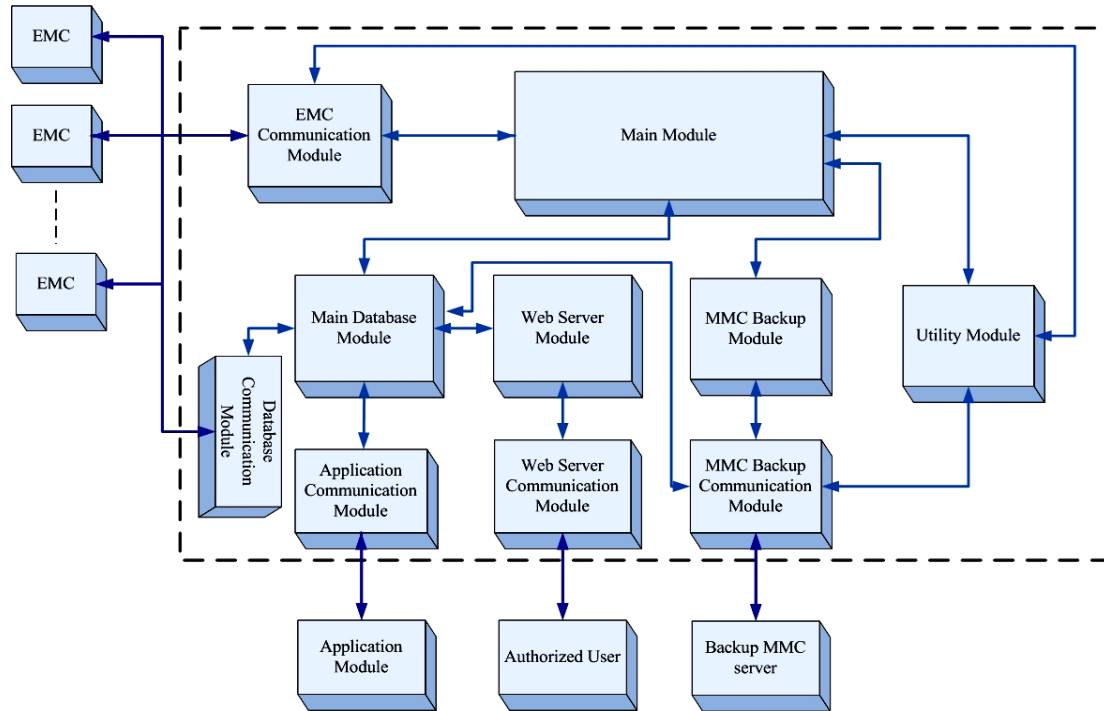 EMC
EMC
EMC
EMC
Communication
Module
Main Module
Main Database
Module
Web Server
Module
MMC Backup
Module
Utility Module
Database
Communication
Module
Application
Communication
Module
Web Server
Communication
Module
MMC Backup
Communication
Module
Application
Module
Authorized User
Backup MMC
server